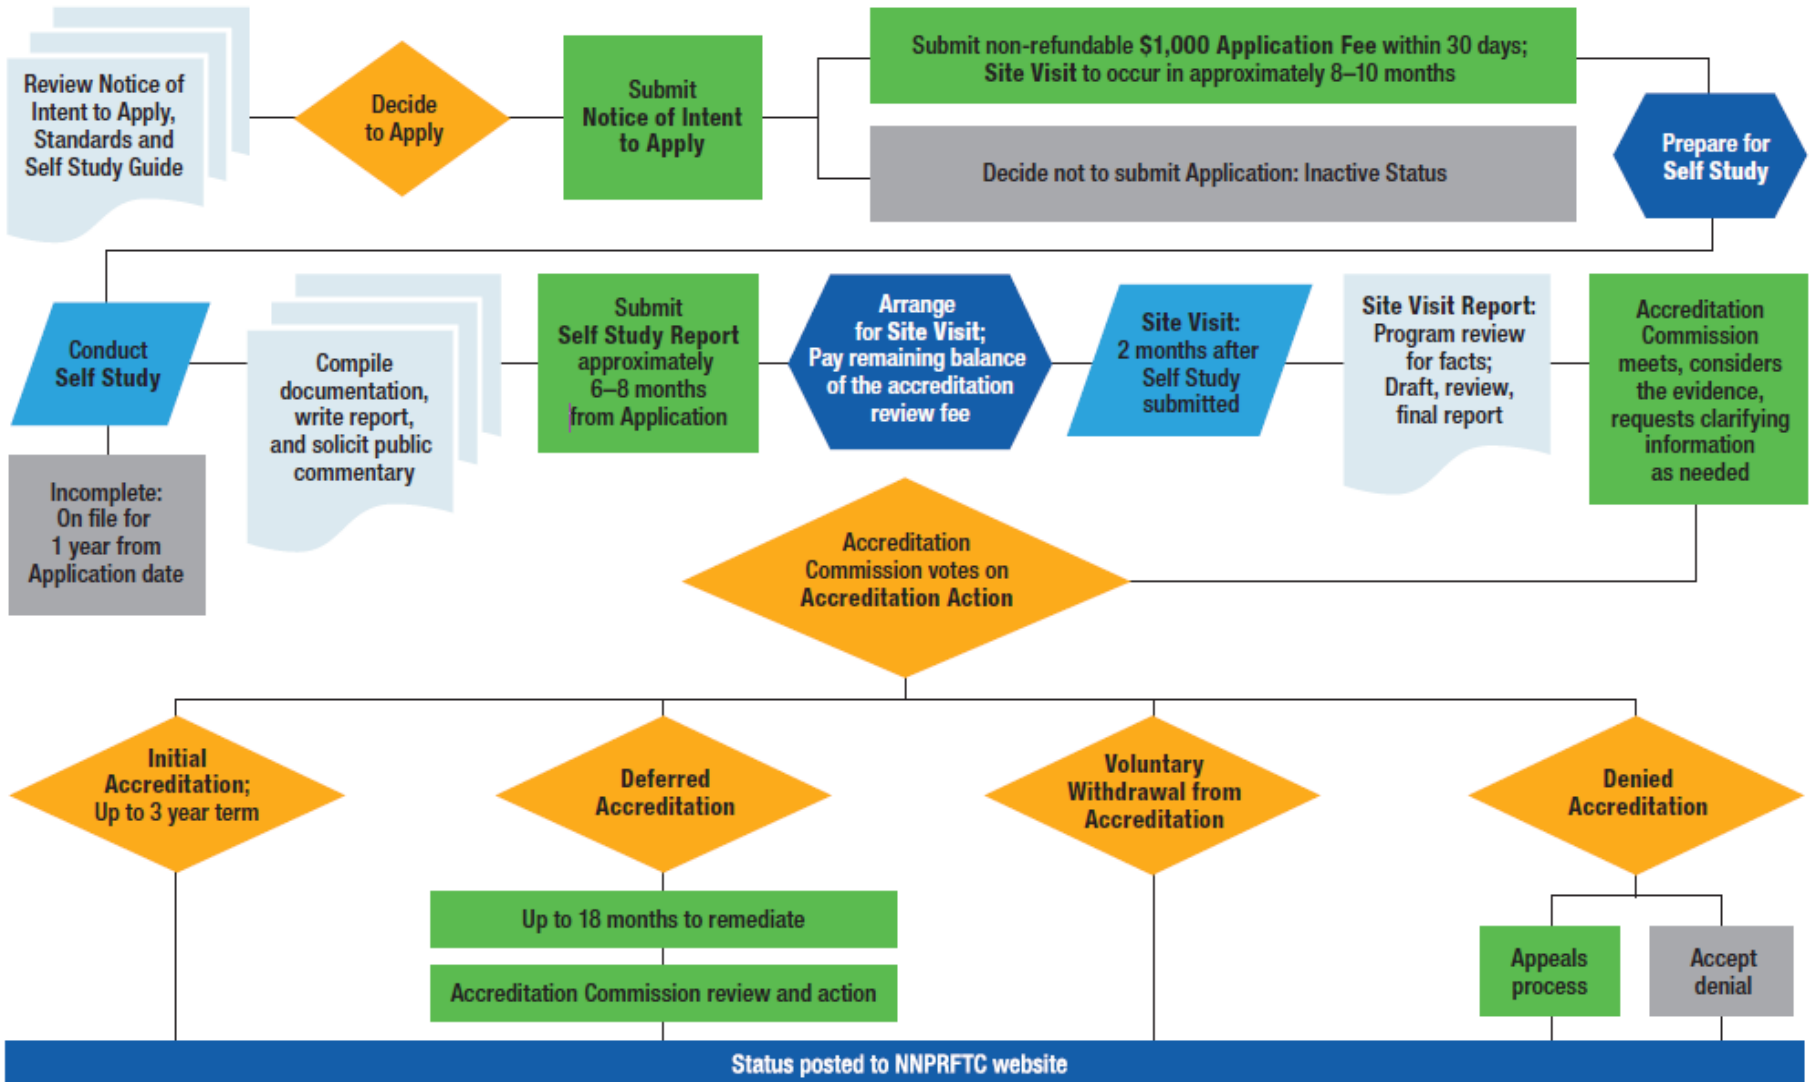 Review Notice of
Intent to Apply,
Standards and
Self Study Guide
Decide
to Apply
Submit
Notice of Intent
to Apply
Submit non-refundable $1,000 Application Fee within 30 days;
Site Visit to occur in approximately 8–10 months
Decide not to submit Application: Inactive Status
Prepare for
Self Study
Conduct
Self Study
Incomplete:
On file for
1 year from
Application date
Compile
documentation,
write report,
and solicit public
commentary
Submit
Self Study Report
approximately
6–8 months
from Application
Arrange
for Site Visit;
Pay remaining balance
of the accreditation
review fee
Site Visit:
2 months after
Self Study
submitted
Site Visit Report:
Program review
for facts;
Draft, review,
final report
Accreditation
Commission
meets, considers
the evidence,
requests clarifying
information
as needed
Accreditation
Commission votes on
Accreditation Action
Initial
Accreditation;
Up to 3 year term
Deferred
Accreditation
Up to 18 months to remediate
Accreditation Commission review and action
Voluntary
Withdrawal from
Accreditation
Denied
Accreditation
Appeals
process
Accept
denial
Status posted to NNPRFTC website